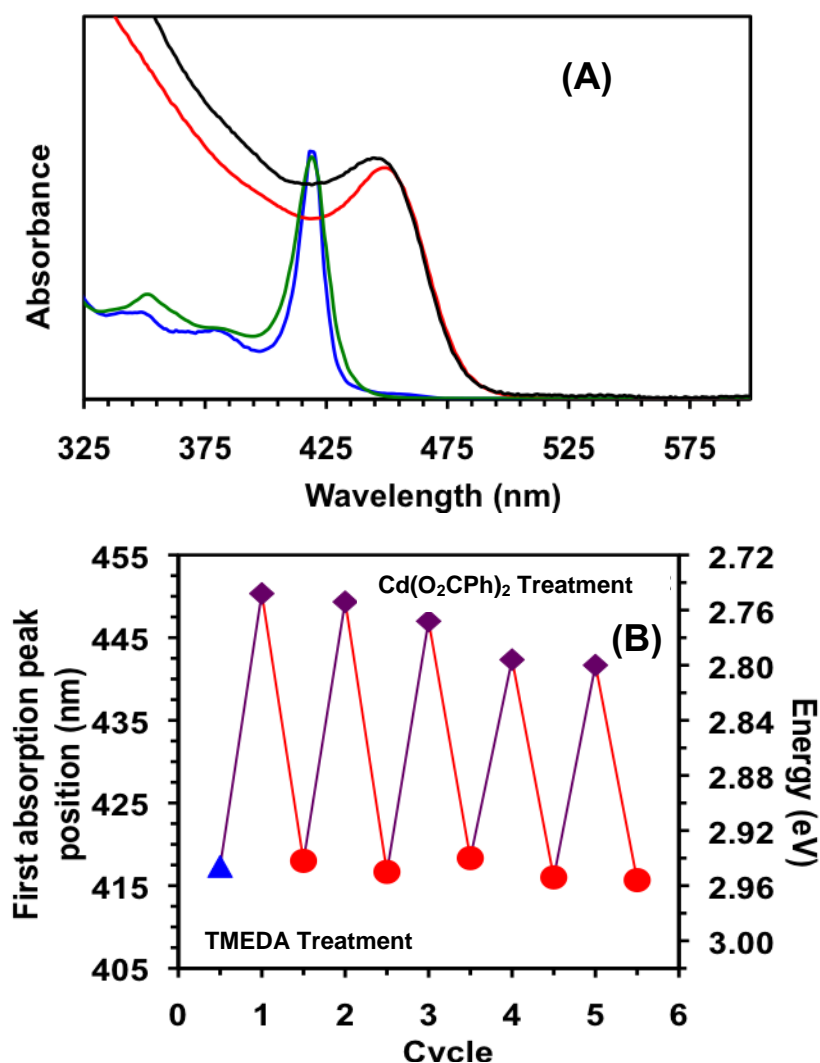 (A)
Absorbance
325 375 425 475 525 575
Wavelength (nm)
455 2.72
Cd(O₂CPh)₂ Treatment
2.76
445 (B)
2.80
435 2.84
2.88
425
2.92
415 2.96
TMEDA Treatment
3.00
405
First absorption peak
position (nm)
Energy (eV)
0 1 2 3 4 5 6
Cycle